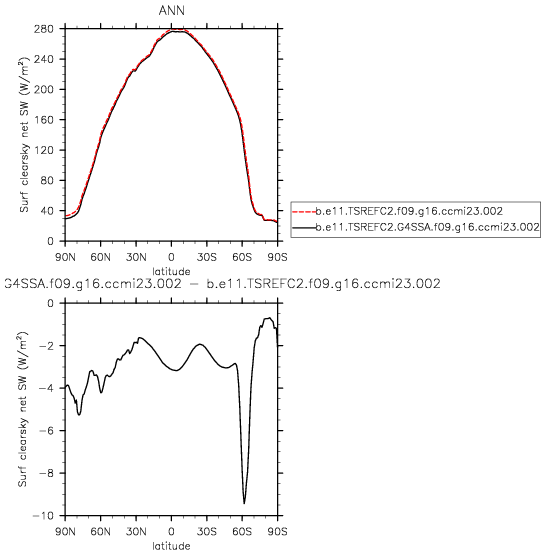 ANN
Surf clearsky net SW (W/m²)
280
240
200
160
120
80
40
0
90N 60N 30N 0 30S 60S 90S
latitude
b.e11.TSREFC2.f09.g16.ccmi23.002
b.e11.TSREFC2.G4SSA.f09.g16.ccmi23.002
G4SSA.f09.g16.ccmi23.002 − b.e11.TSREFC2.f09.g16.ccmi23.002
Surf clearsky net SW (W/m²)
0
−2
−4
−6
−8
−10
90N 60N 30N 0 30S 60S 90S
latitude